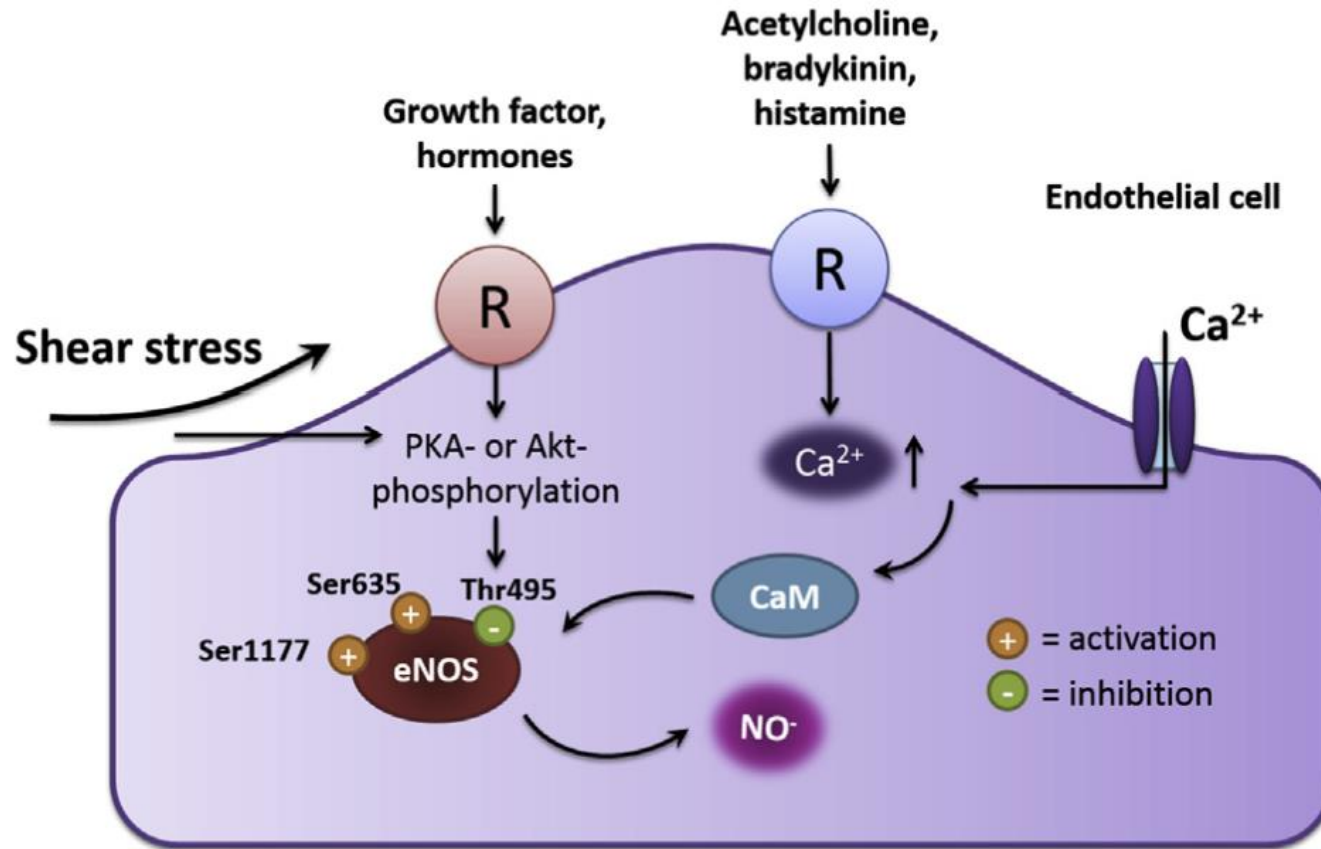 Acetylcholine,
bradykinin,
histamine
Growth factor,
hormones
Endothelial cell
R
R
Ca²⁺
Shear stress
PKA- or Akt-
phosphorylation
Ca²⁺
Ser635
Thr495
CaM
+
-
Ser1177
+
eNOS
+ = activation
- = inhibition
NO⁻